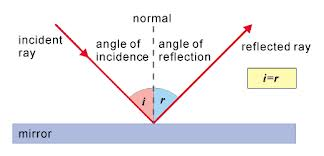 normal
incident
ray
angle of
incidence
angle of
reflection
reflected ray
i=r
i
r
mirror